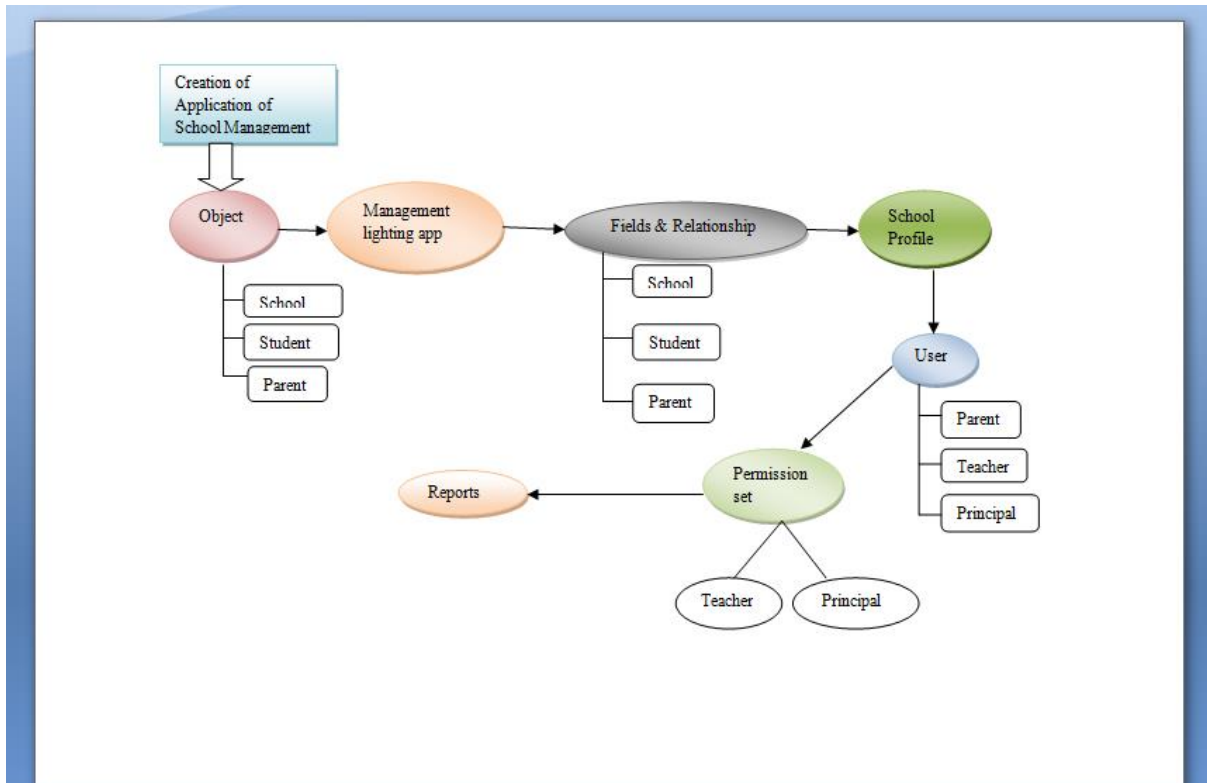 Creation of
Application of
School Management
Object
Management
lighting app
Fields & Relationship
School
Profile
School
Student
Parent
School
Student
Parent
User
Parent
Teacher
Principal
Permission
set
Reports
Teacher
Principal